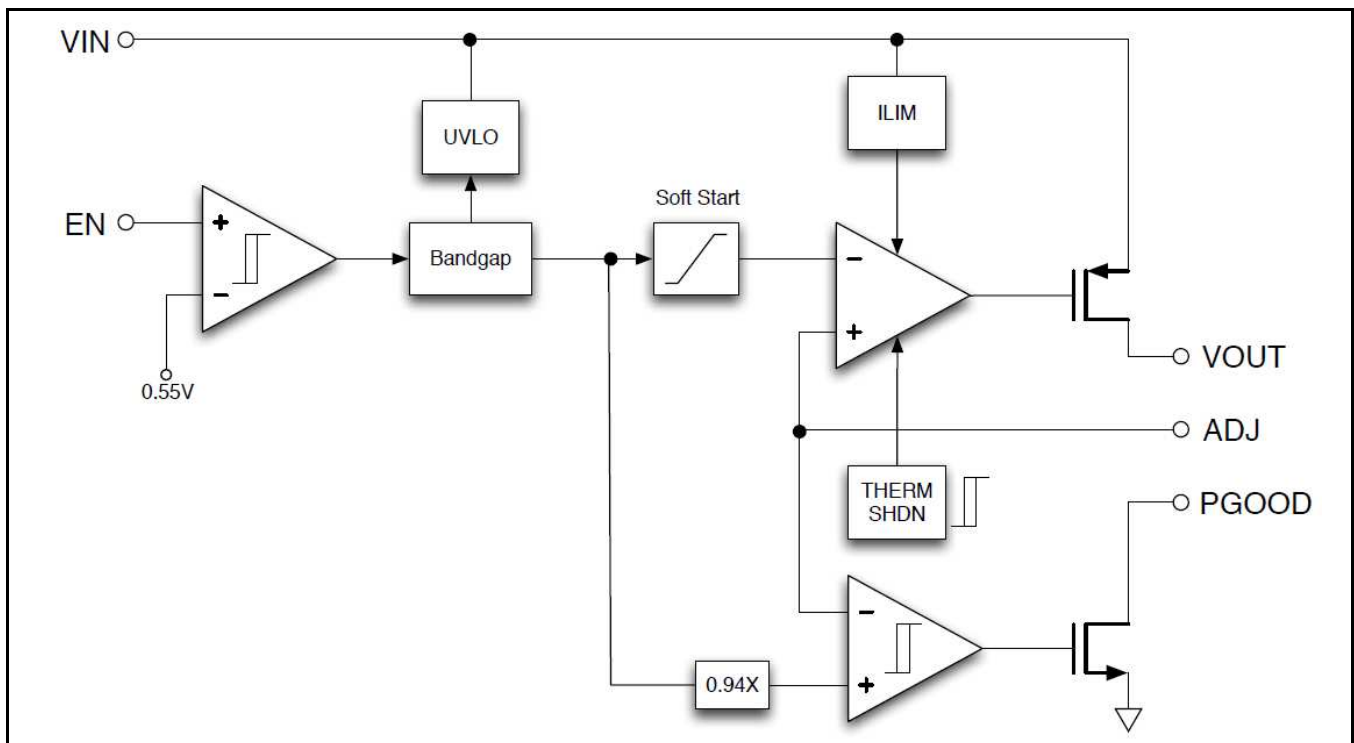 VIN
UVLO
ILIM
Soft Start
EN
+
−
Bandgap
0.55V
−
+
VOUT
ADJ
THERM
SHDN
PGOOD
−
+
0.94X